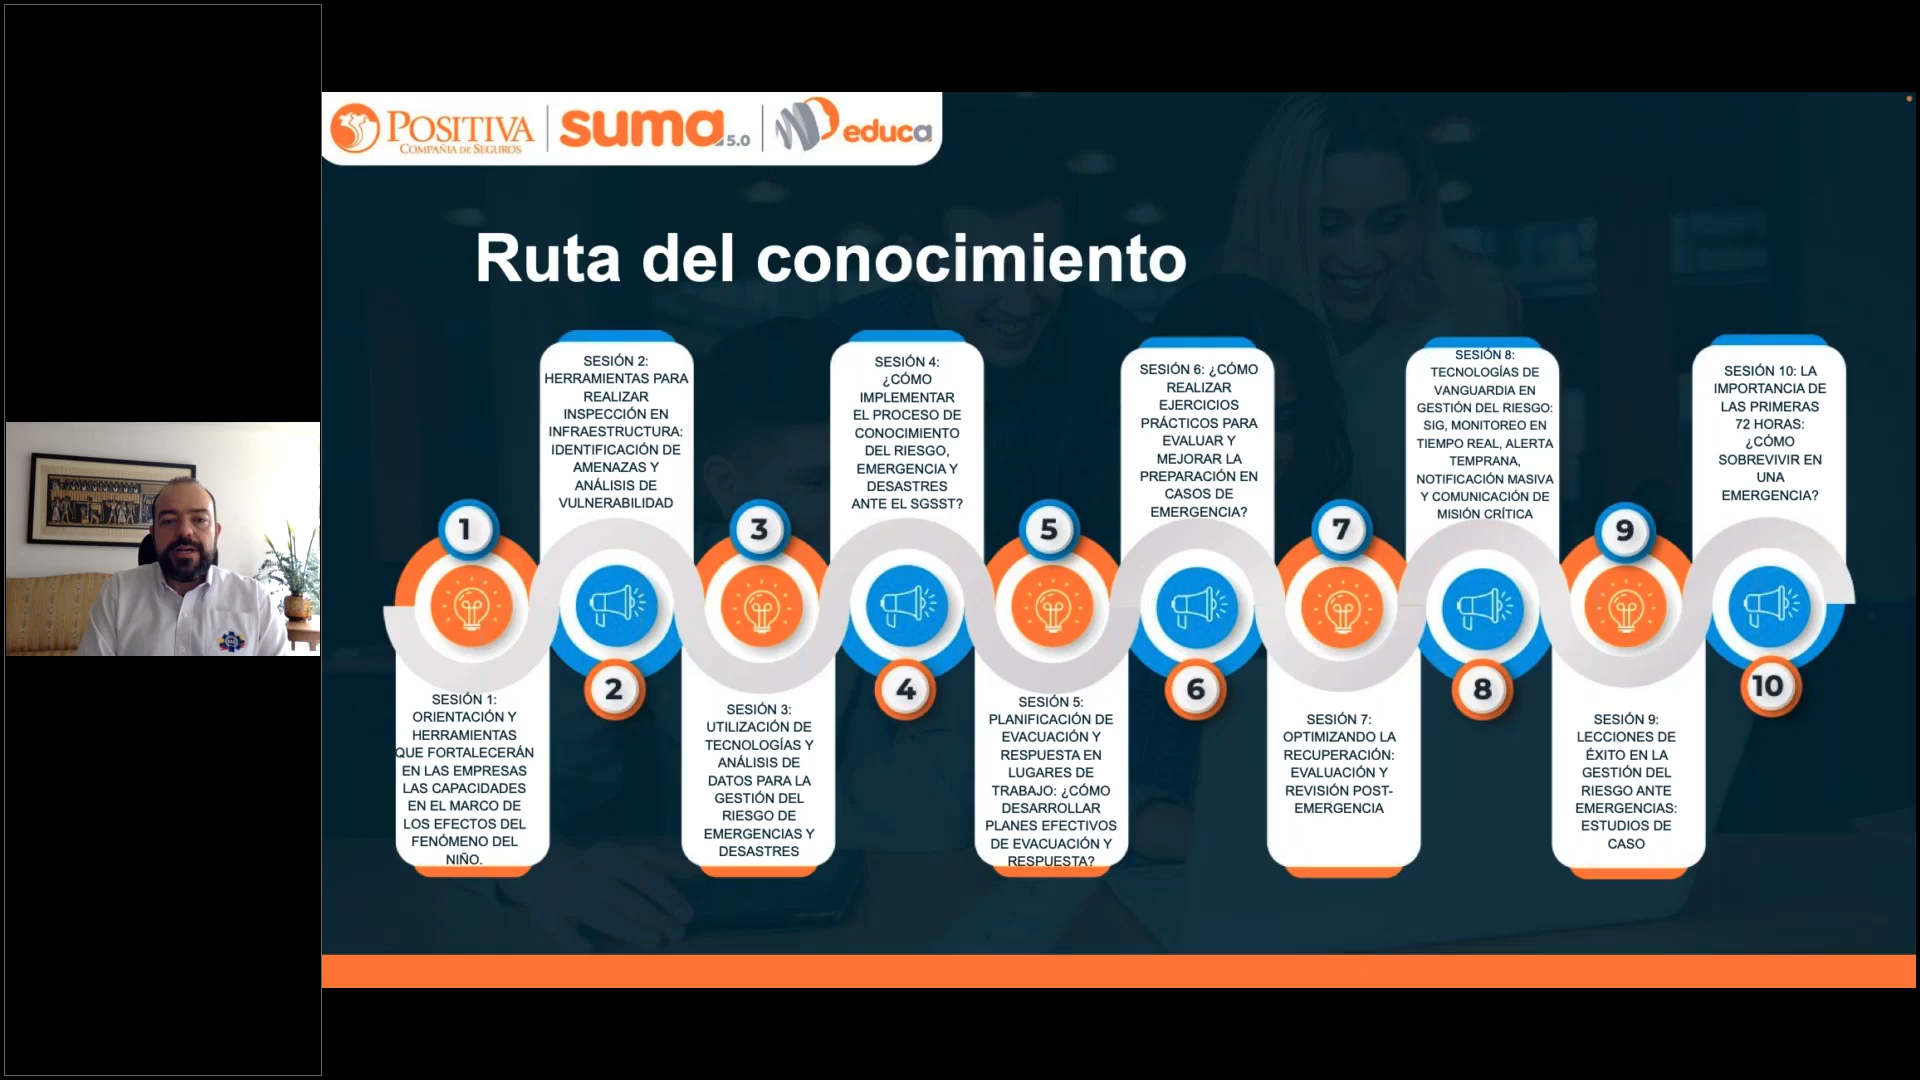 POSITIVA
COMPAÑIA DE SEGUROS
suma 5.0
educa
Ruta del conocimiento
1
SESIÓN 1:
ORIENTACIÓN Y
HERRAMIENTAS
QUE FORTALECERÁN
EN LAS EMPRESAS
LAS CAPACIDADES
EN EL MARCO DE
LOS EFECTOS DEL
FENÓMENO DEL
NIÑO.
SESIÓN 2:
HERRAMIENTAS PARA
REALIZAR
INSPECCIÓN EN
INFRAESTRUCTURA:
IDENTIFICACIÓN DE
AMENAZAS Y
ANÁLISIS DE
VULNERABILIDAD
2
3
SESIÓN 3:
UTILIZACIÓN DE
TECNOLOGÍAS Y
ANÁLISIS DE
DATOS PARA LA
GESTIÓN DEL
RIESGO DE
EMERGENCIAS Y
DESASTRES
SESIÓN 4:
¿CÓMO
IMPLEMENTAR
EL PROCESO DE
CONOCIMIENTO
DEL RIESGO,
EMERGENCIA Y
DESASTRES
ANTE EL SGSST?
4
5
SESIÓN 5:
PLANIFICACIÓN DE
EVACUACIÓN Y
RESPUESTA EN
LUGARES DE
TRABAJO: ¿CÓMO
DESARROLLAR
PLANES EFECTIVOS
DE EVACUACIÓN Y
RESPUESTA?
SESIÓN 6: ¿CÓMO
REALIZAR
EJERCICIOS
PRÁCTICOS PARA
EVALUAR Y
MEJORAR LA
PREPARACIÓN EN
CASOS DE
EMERGENCIA?
6
7
SESIÓN 7:
OPTIMIZANDO LA
RECUPERACIÓN:
EVALUACIÓN Y
REVISIÓN POST-
EMERGENCIA
SESIÓN 8:
TECNOLOGÍAS DE
VANGUARDIA EN
GESTIÓN DEL RIESGO:
SIG, MONITOREO EN
TIEMPO REAL, ALERTA
TEMPRANA,
NOTIFICACIÓN MASIVA
Y COMUNICACIÓN DE
MISIÓN CRÍTICA
8
9
SESIÓN 9:
LECCIONES DE
ÉXITO EN LA
GESTIÓN DEL
RIESGO ANTE
EMERGENCIAS:
ESTUDIOS DE
CASO
SESIÓN 10: LA
IMPORTANCIA DE
LAS PRIMERAS
72 HORAS:
¿CÓMO
SOBREVIVIR EN
UNA
EMERGENCIA?
10